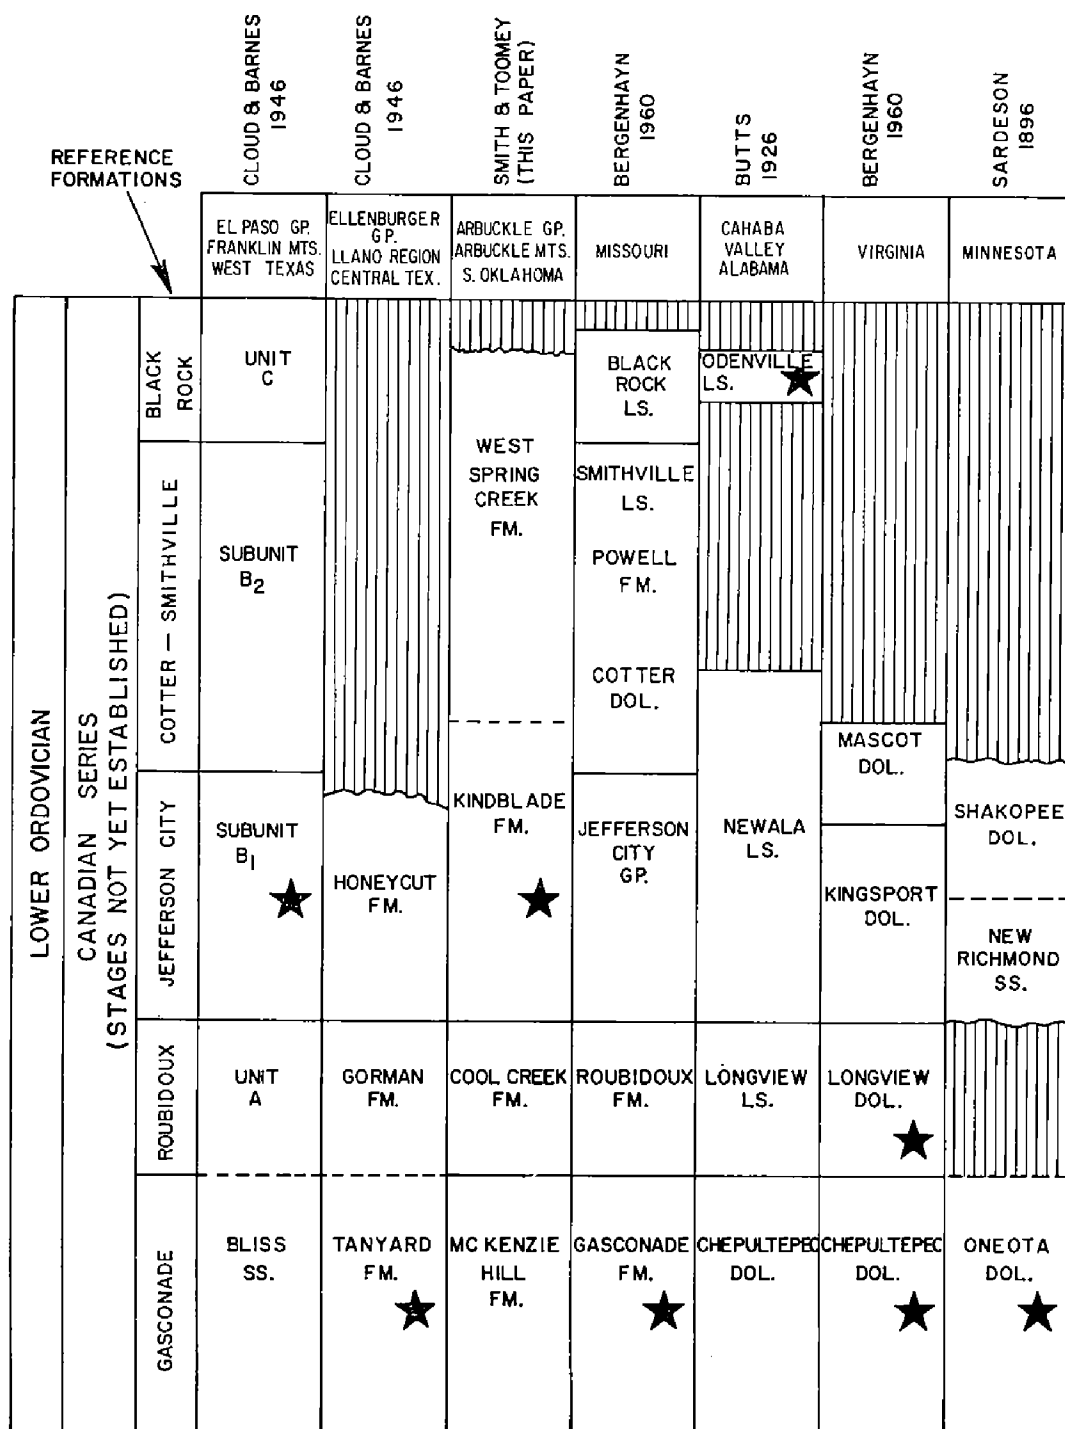 CLOUD & BARNES
1946
CLOUD & BARNES
1946
SMITH & TOOMEY
(THIS PAPER)
BERGENHAYN
1960
BUTTS
1926
BERGENHAYN
1960
SARDESON
1896
REFERENCE
FORMATIONS
EL PASO GP.
FRANKLIN MTS.
WEST TEXAS
ELLENBURGER
GP.
LLANO REGION
CENTRAL TEX.
ARBUCKLE GP.
ARBUCKLE MTS.
S. OKLAHOMA
MISSOURI
CAHABA
VALLEY
ALABAMA
VIRGINIA
MINNESOTA
LOWER ORDOVICIAN
CANADIAN SERIES
(STAGES NOT YET ESTABLISHED)
BLACK
ROCK
COTTER – SMITHVILLE
JEFFERSON CITY
ROUBIDOUX
GASCONADE
UNIT
C
SUBUNIT
B2
SUBUNIT
B1
UNIT
A
BLISS
SS.
HONEYCUT
FM.
GORMAN
FM.
TANYARD
FM.
WEST
SPRING
CREEK
FM.
KINDBLADE
FM.
COOL CREEK
FM.
MC KENZIE
HILL
FM.
BLACK
ROCK
LS.
SMITHVILLE
LS.
POWELL
FM.
COTTER
DOL.
JEFFERSON
CITY
GP.
ROUBIDOUX
FM.
GASCONADE
FM.
ODENVILLE
LS.
NEWALA
LS.
LONGVIEW
LS.
CHEPULTEPEC
DOL.
MASCOT
DOL.
KINGSPORT
DOL.
LONGVIEW
DOL.
CHEPULTEPEC
DOL.
SHAKOPEE
DOL.
NEW
RICHMOND
SS.
ONEOTA
DOL.